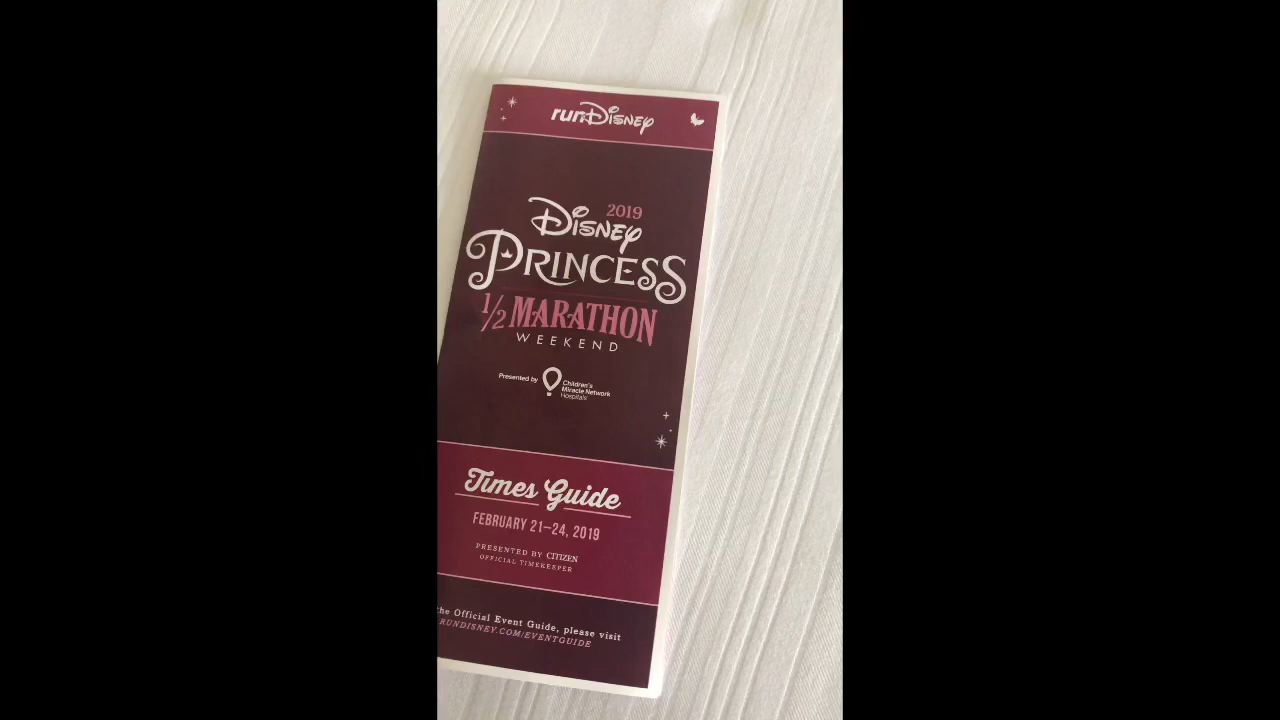 runDisney
2019
Disney
PRINCESS
1/2 MARATHON
WEEKEND
Presented by Children's
Miracle Network
Hospitals
Times Guide
FEBRUARY 21–24, 2019
PRESENTED BY CITIZEN
OFFICIAL TIMEKEEPER
the Official Event Guide, please visit
RUNDISNEY.COM/EVENTGUIDE